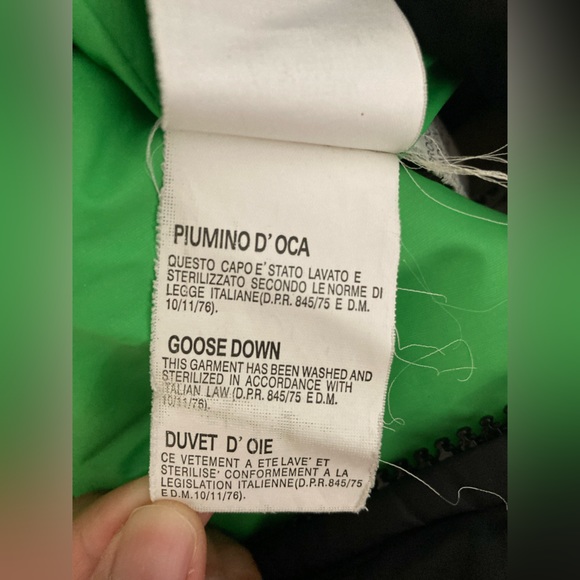 PIUMINO D' OCA
QUESTO CAPO E' STATO LAVATO E
STERILIZZATO SECONDO LE NORME DI
LEGGE ITALIANE(D.P.R. 845/75 E D.M.
10/11/76).
GOOSE DOWN
THIS GARMENT HAS BEEN WASHED AND
STERILIZED IN ACCORDANCE WITH
ITALIAN LAW (D.P.R. 845/75 E D.M.
10/11/76).
DUVET D' OIE
CE VETEMENT A ETE LAVE' ET
STERILISE' CONFORMEMENT A LA
LEGISLATION ITALIENNE(D.P.R. 845/75
E D.M. 10/11/76).